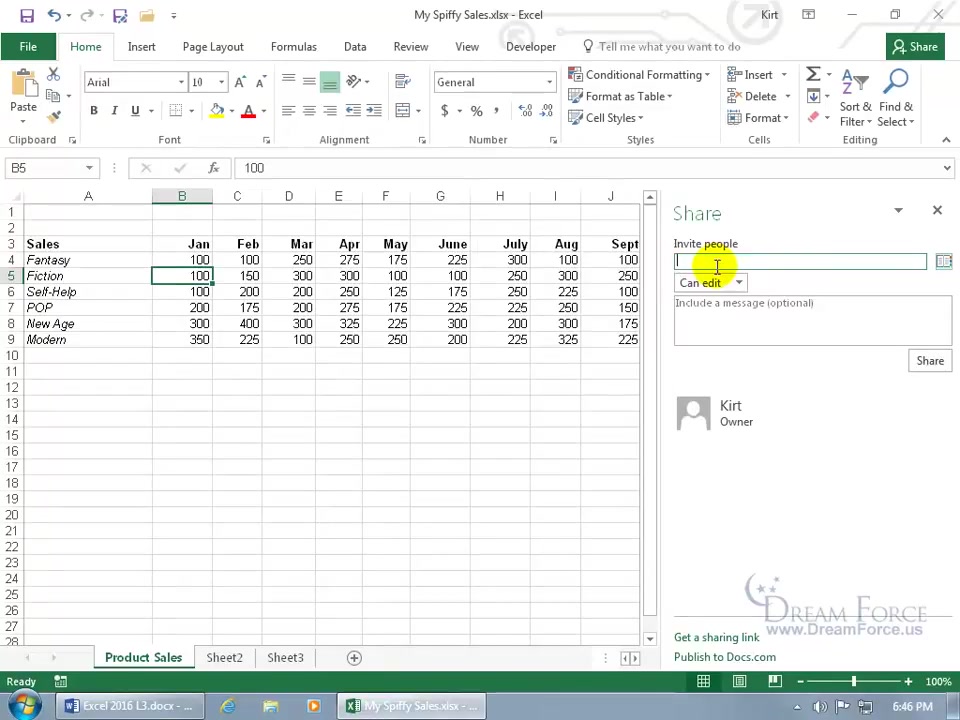 My Spiffy Sales.xlsx - Excel
Kirt
File Home Insert Page Layout Formulas Data Review View Developer Tell me what you want to do Share
Paste
Arial 10
B I U A
General
$ % ,
Conditional Formatting
Format as Table
Cell Styles
Insert
Delete
Format
Sort & Filter
Find & Select
Clipboard Font Alignment Number Styles Cells Editing
B5 fx 100
A B C D E F G H I J
1
2
3 Sales Jan Feb Mar Apr May June July Aug Sept
4 Fantasy 100 100 250 275 175 225 300 100 100
5 Fiction 100 150 300 300 100 100 250 300 250
6 Self-Help 200 200 200 250 125 175 250 225 100
7 POP 200 175 200 275 175 225 225 250 150
8 New Age 300 400 300 325 225 300 200 300 175
9 Modern 350 225 100 250 250 200 225 325 225
10
11
12
13
14
15
16
17
18
19
20
21
22
23
24
25
26
27
28
Share
Invite people
Can edit
Include a message (optional)
Share
Kirt
Owner
DREAM FORCE
www.DreamForce.us
Get a sharing link
Publish to Docs.com
Product Sales Sheet2 Sheet3
Ready
100%
Excel 2016 L3.docx - ...
My Spiffy Sales.xlsx - ...
6:46 PM